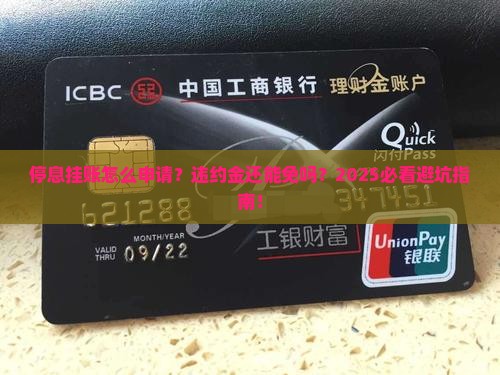 ICBC 中国工商银行 理财金账户
Quick
闪付Pass
停息挂账怎么申请？违约金还能免吗？2025必看避坑指
南！
621288 347451
MONTH/YEAR
VALID
THRU 09/22
工银财富
UnionPay
银联